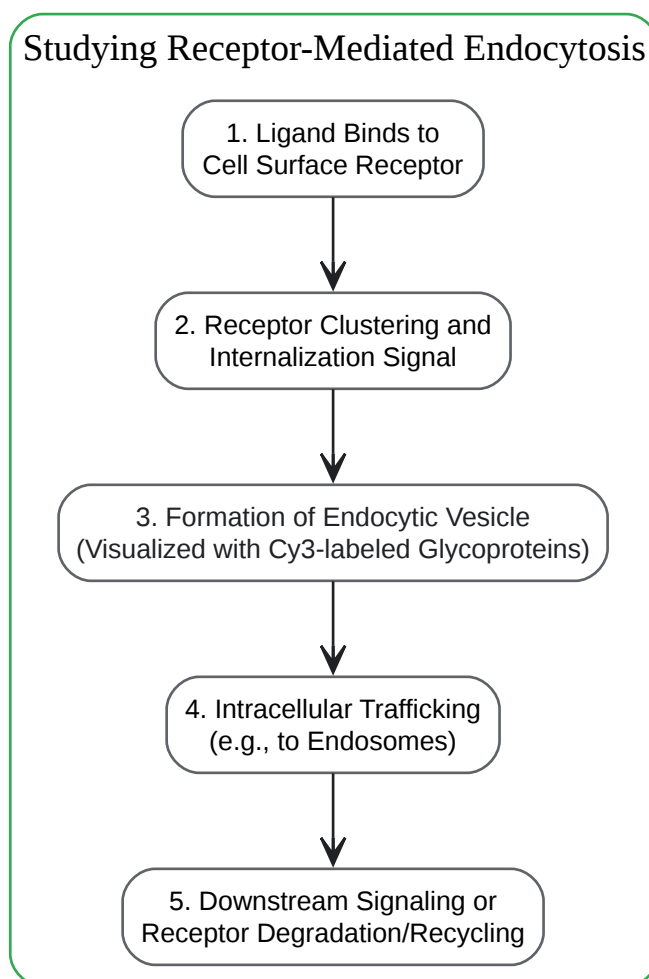 Studying Receptor-Mediated Endocytosis
1. Ligand Binds to
Cell Surface Receptor
2. Receptor Clustering and
Internalization Signal
3. Formation of Endocytic Vesicle
(Visualized with Cy3-labeled Glycoproteins)
4. Intracellular Trafficking
(e.g., to Endosomes)
5. Downstream Signaling or
Receptor Degradation/Recycling